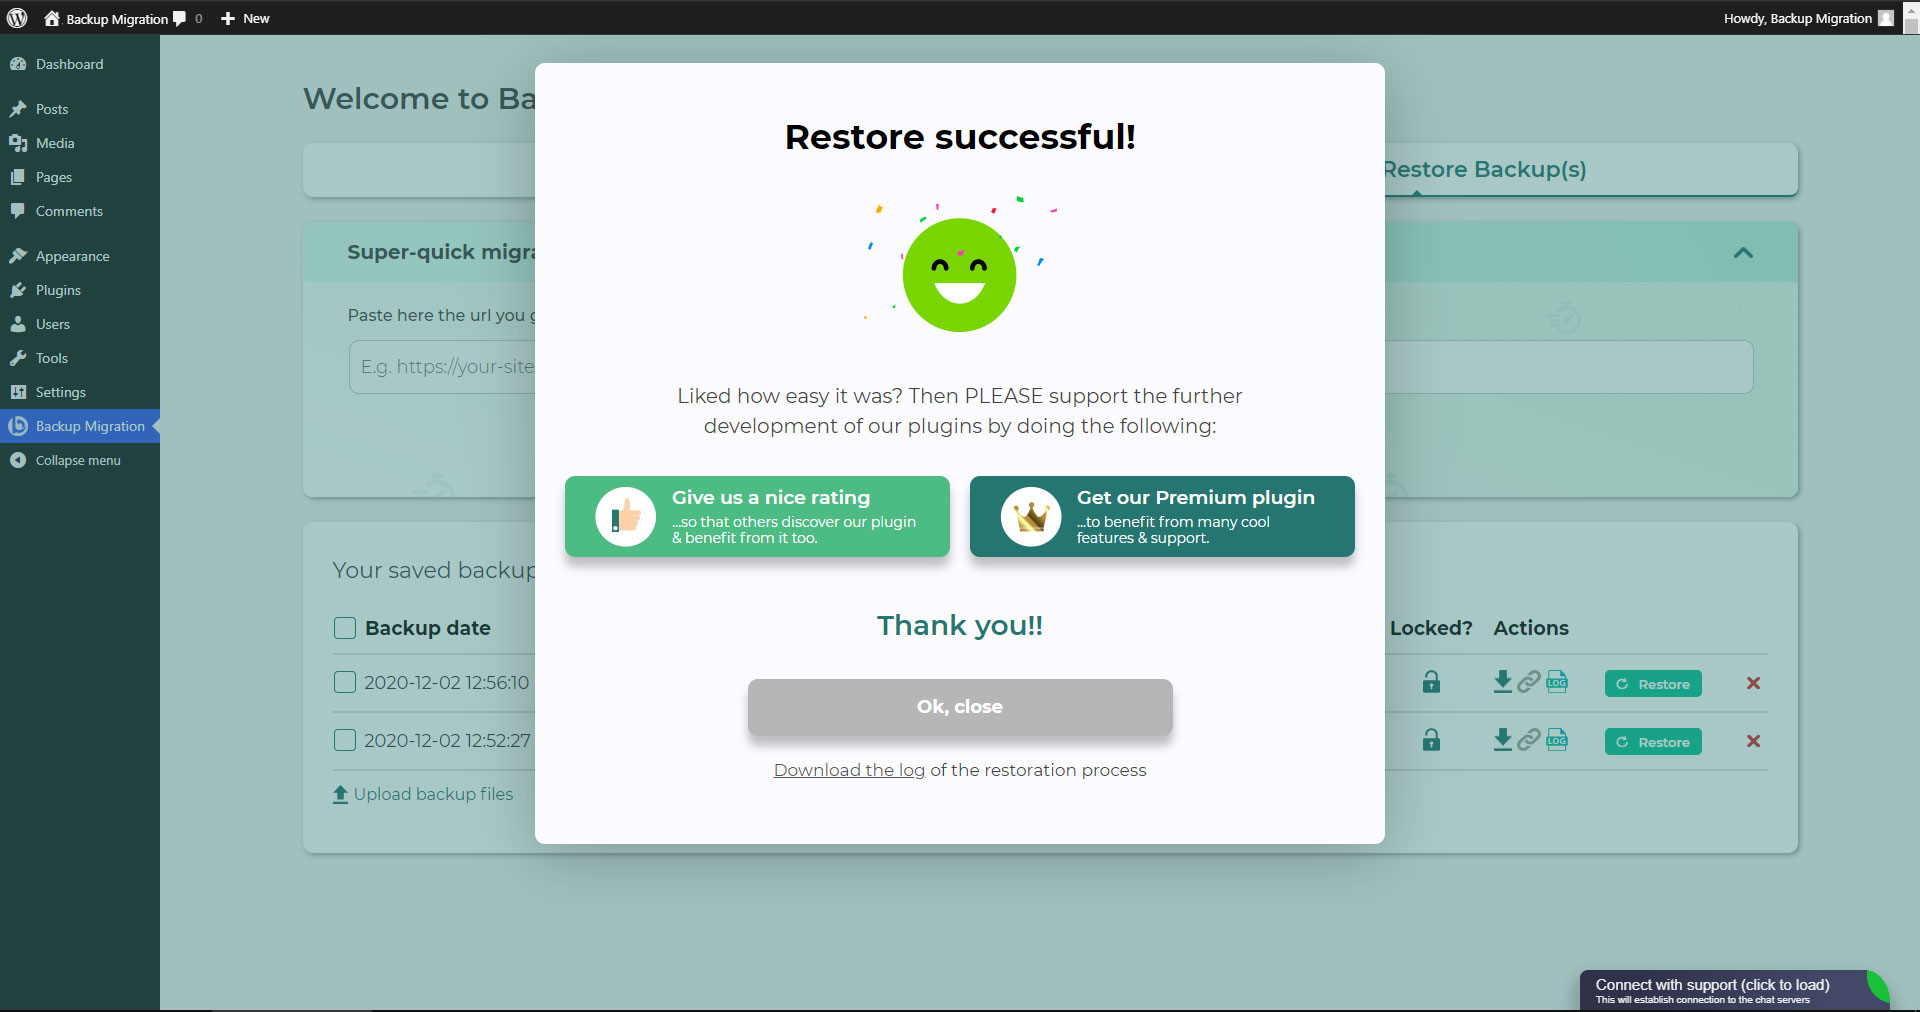 Backup Migration 0 New
Howdy, Backup Migration
Dashboard
Posts
Media
Pages
Comments
Appearance
Plugins
Users
Tools
Settings
Backup Migration
Collapse menu
Welcome to Ba
Restore Backup(s)
Super-quick migra
Paste here the url you g
E.g. https://your-site
Your saved backup
Backup date
Locked? Actions
2020-12-02 12:56:10
LOG
Restore
2020-12-02 12:52:27
LOG
Restore
Upload backup files
Restore successful!
Liked how easy it was? Then PLEASE support the further
development of our plugins by doing the following:
Give us a nice rating
...so that others discover our plugin
& benefit from it too.
Get our Premium plugin
...to benefit from many cool
features & support.
Thank you!!
Ok, close
Download the log of the restoration process
Connect with support (click to load)
This will establish connection to the chat servers